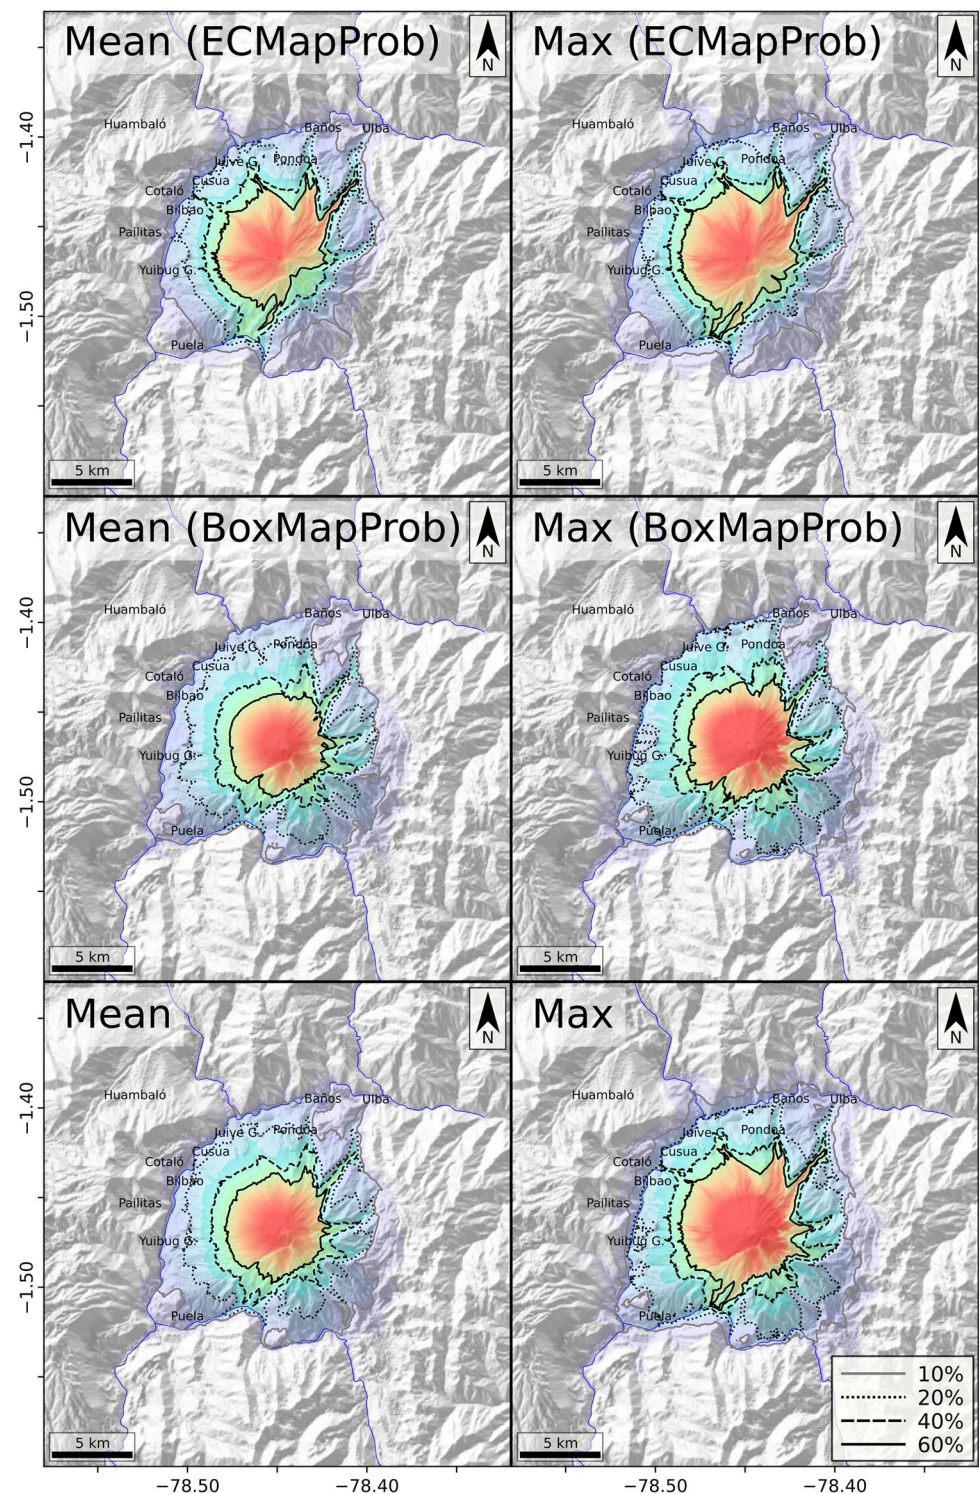 Mean (ECMapProb)
N
Max (ECMapProb)
N
−1.40
Huambaló
Baños
Ulba
Juive G.
Pondoa
Cusua
Cotaló
Bilbao
Pailitas
Yuibug G.
−1.50
Puela
5 km
Huambaló
Baños
Ulba
Juive G.
Pondoa
Cusua
Cotaló
Bilbao
Pailitas
Yuibug G.
Puela
5 km
Mean (BoxMapProb)
N
Max (BoxMapProb)
N
−1.40
Huambaló
Baños
Ulba
Juive G.
Pondoa
Cusua
Cotaló
Bilbao
Pailitas
Yuibug G.
−1.50
Puela
5 km
Huambaló
Baños
Ulba
Juive G.
Pondoa
Cusua
Cotaló
Bilbao
Pailitas
Yuibug G.
Puela
5 km
Mean
N
Max
N
−1.40
Huambaló
Baños
Ulba
Juive G.
Pondoa
Cusua
Cotaló
Bilbao
Pailitas
Yuibug G.
−1.50
Puela
5 km
Huambaló
Baños
Ulba
Juive G.
Pondoa
Cusua
Cotaló
Bilbao
Pailitas
Yuibug G.
Puela
5 km
10%
20%
40%
60%
−78.50
−78.40
−78.50
−78.40